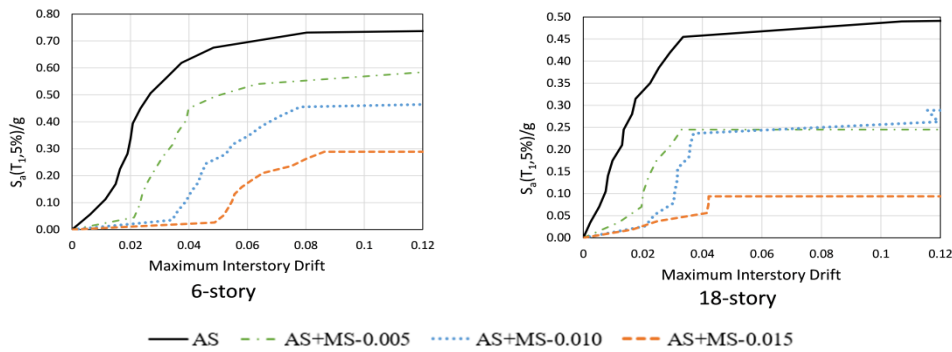 0.80
0.70
0.60
0.50
0.40
0.30
0.20
0.10
0.00
Sa(T1,5%)/g
0 0.02 0.04 0.06 0.08 0.1 0.12
Maximum Interstory Drift
6-story
0.50
0.45
0.40
0.35
0.30
0.25
0.20
0.15
0.10
0.05
0.00
Sa(T1,5%)/g
0 0.02 0.04 0.06 0.08 0.1 0.12
Maximum Interstory Drift
18-story
AS AS+MS-0.005 AS+MS-0.010 AS+MS-0.015